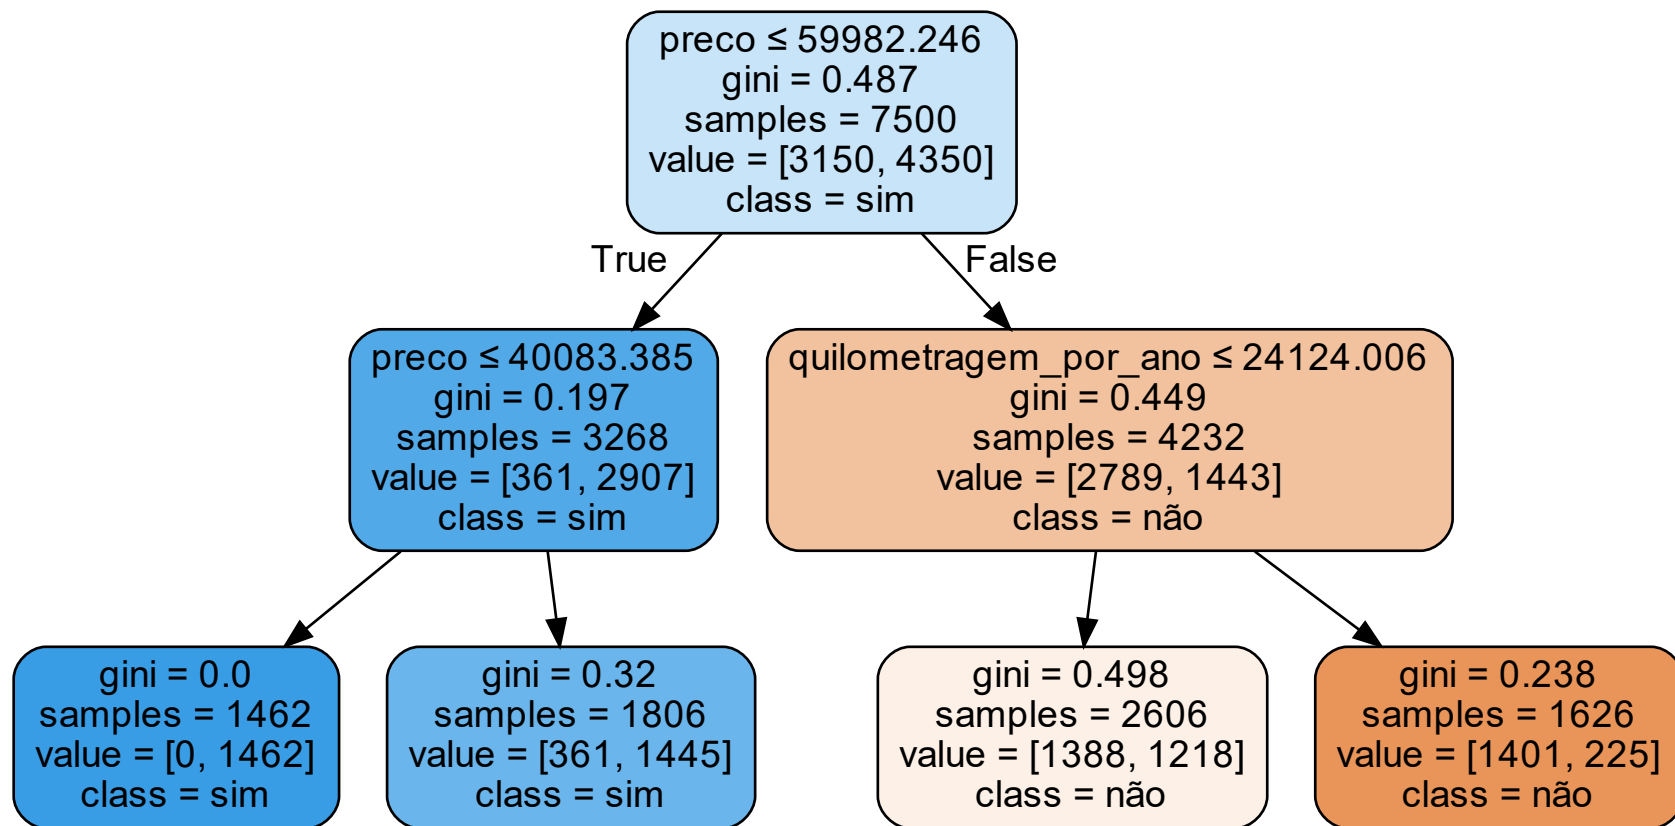 preco ≤ 59982.246
gini = 0.487
samples = 7500
value = [3150, 4350]
class = sim
True
False
preco ≤ 40083.385
gini = 0.197
samples = 3268
value = [361, 2907]
class = sim
quilometragem_por_ano ≤ 24124.006
gini = 0.449
samples = 4232
value = [2789, 1443]
class = não
gini = 0.0
samples = 1462
value = [0, 1462]
class = sim
gini = 0.32
samples = 1806
value = [361, 1445]
class = sim
gini = 0.498
samples = 2606
value = [1388, 1218]
class = não
gini = 0.238
samples = 1626
value = [1401, 225]
class = não